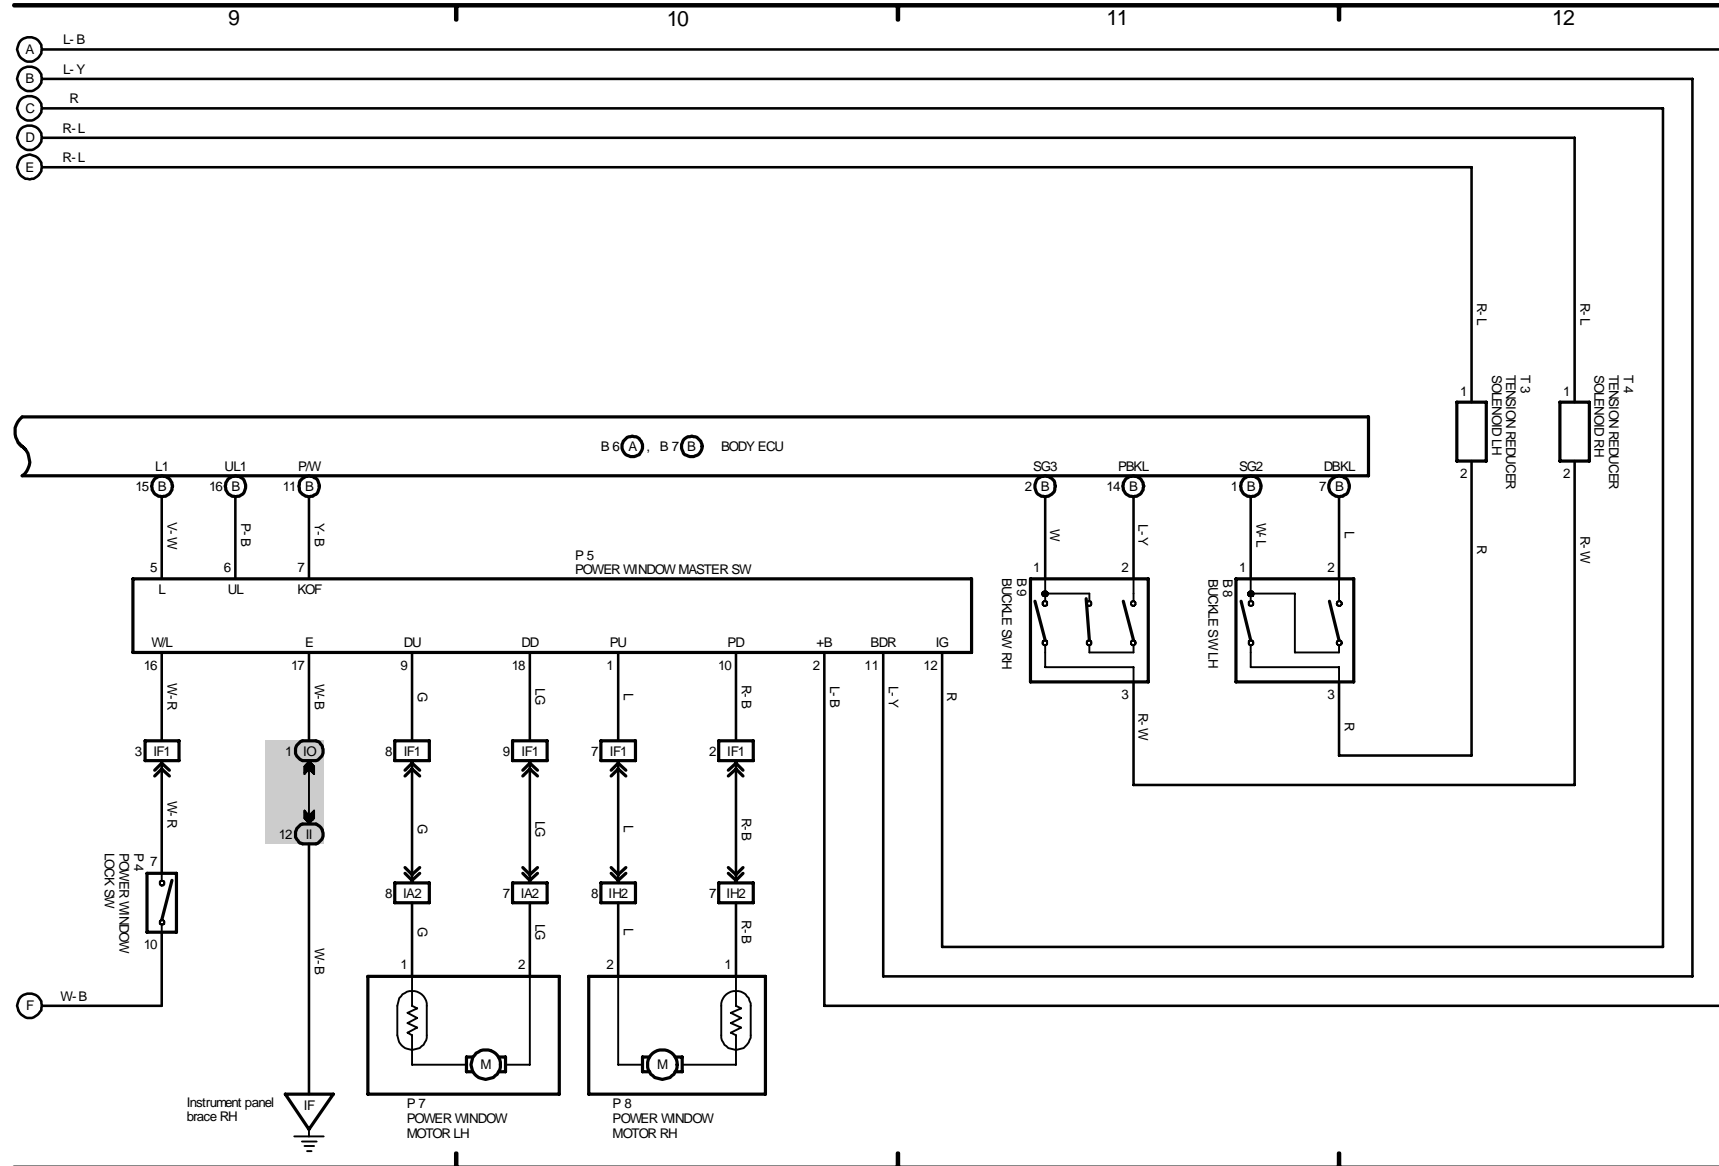 9
10
11
12
A L-B
B L-Y
C R
D R-L
E R-L
R-L
R-L
1
T 3
TENSION REDUCER
SOLENOID LH
2
1
T 4
TENSION REDUCER
SOLENOID RH
2
B 6 A , B 7 B BODY ECU
L1 UL1 P/W SG3 PBKL SG2 DBKL
15 B 16 B 11 B 2 B 14 B 1 B 7 B
V-W P-B Y-B W L-Y W-L L R R-W
P 5
POWER WINDOW MASTER SW
5 6 7 1 2 1 2
L UL KOF
B 9
BUCKLE SW RH
B 8
BUCKLE SW LH
W/L E DU DD PU PD +B BDR IG
16 17 9 18 1 10 2 11 12
3 3
W-R W-B G LG L R-B L-B L-Y R R-W R
3 IF1 1 IO 8 IF1 9 IF1 7 IF1 2 IF1
W-R G LG L R-B
12 II
P 4
POWER WINDOW
LOCK SW
7
10
8 IA2 7 IA2 8 IH2 7 IH2
W-B G LG L R-B
1 2 2 1
F W-B
M M
Instrument panel
brace RH
IF
P 7
POWER WINDOW
MOTOR LH
P 8
POWER WINDOW
MOTOR RH